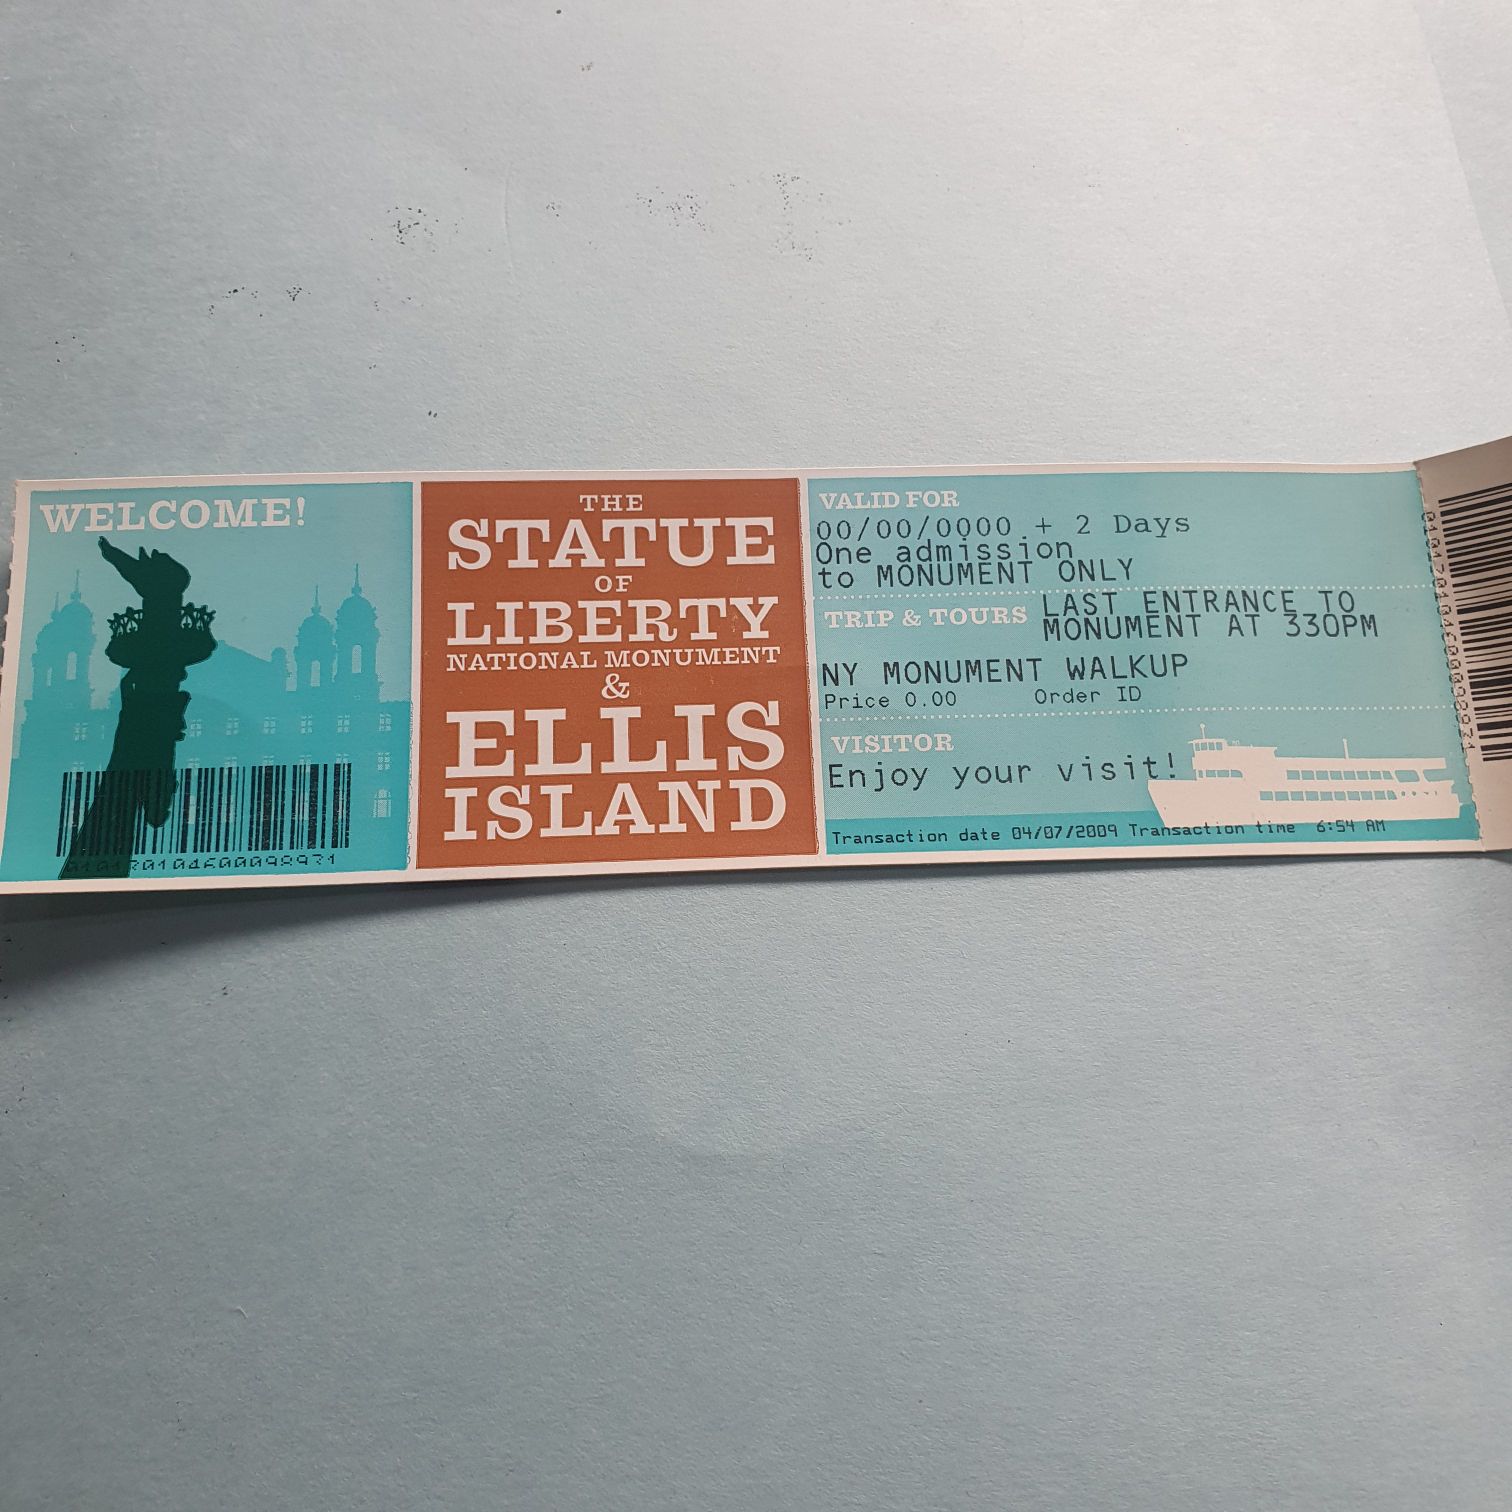 WELCOME!
THE
STATUE
OF
LIBERTY
NATIONAL MONUMENT
&
ELLIS
ISLAND
VALID FOR
00/00/0000 + 2 Days
One admission
to MONUMENT ONLY
TRIP & TOURS
LAST ENTRANCE TO
MONUMENT AT 330PM
NY MONUMENT WALKUP
Price 0.00 Order ID
VISITOR
Enjoy your visit!
Transaction date 04/07/2009 Transaction time 6:54 AM